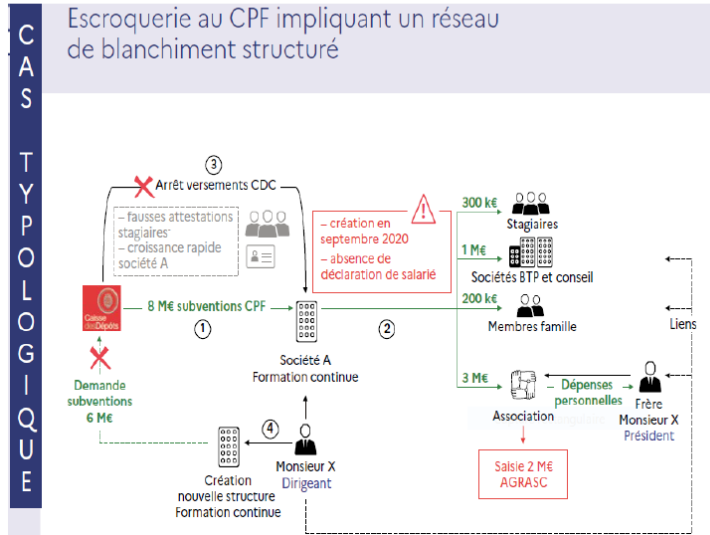 CAS TYPOLOGIQUE
Escroquerie au CPF impliquant un réseau
de blanchiment structuré
3
Arrêt versements CDC
– fausses attestations
stagiaires
– croissance rapide
société A
– création en
septembre 2020
– absence de
déclaration de salarié
300 k€
Stagiaires
1 M€
Sociétés BTP et conseil
Caisse
des Dépôts
8 M€ subventions CPF
1
2
200 k€
Membres famille
Liens
Société A
Formation continue
Demande
subventions
6 M€
3 M€
Association
Dépenses
personnelles
Frère
Monsieur X
Président
4
Création
nouvelle structure
Formation continue
Monsieur X
Dirigeant
Saisie 2 M€
AGRASC